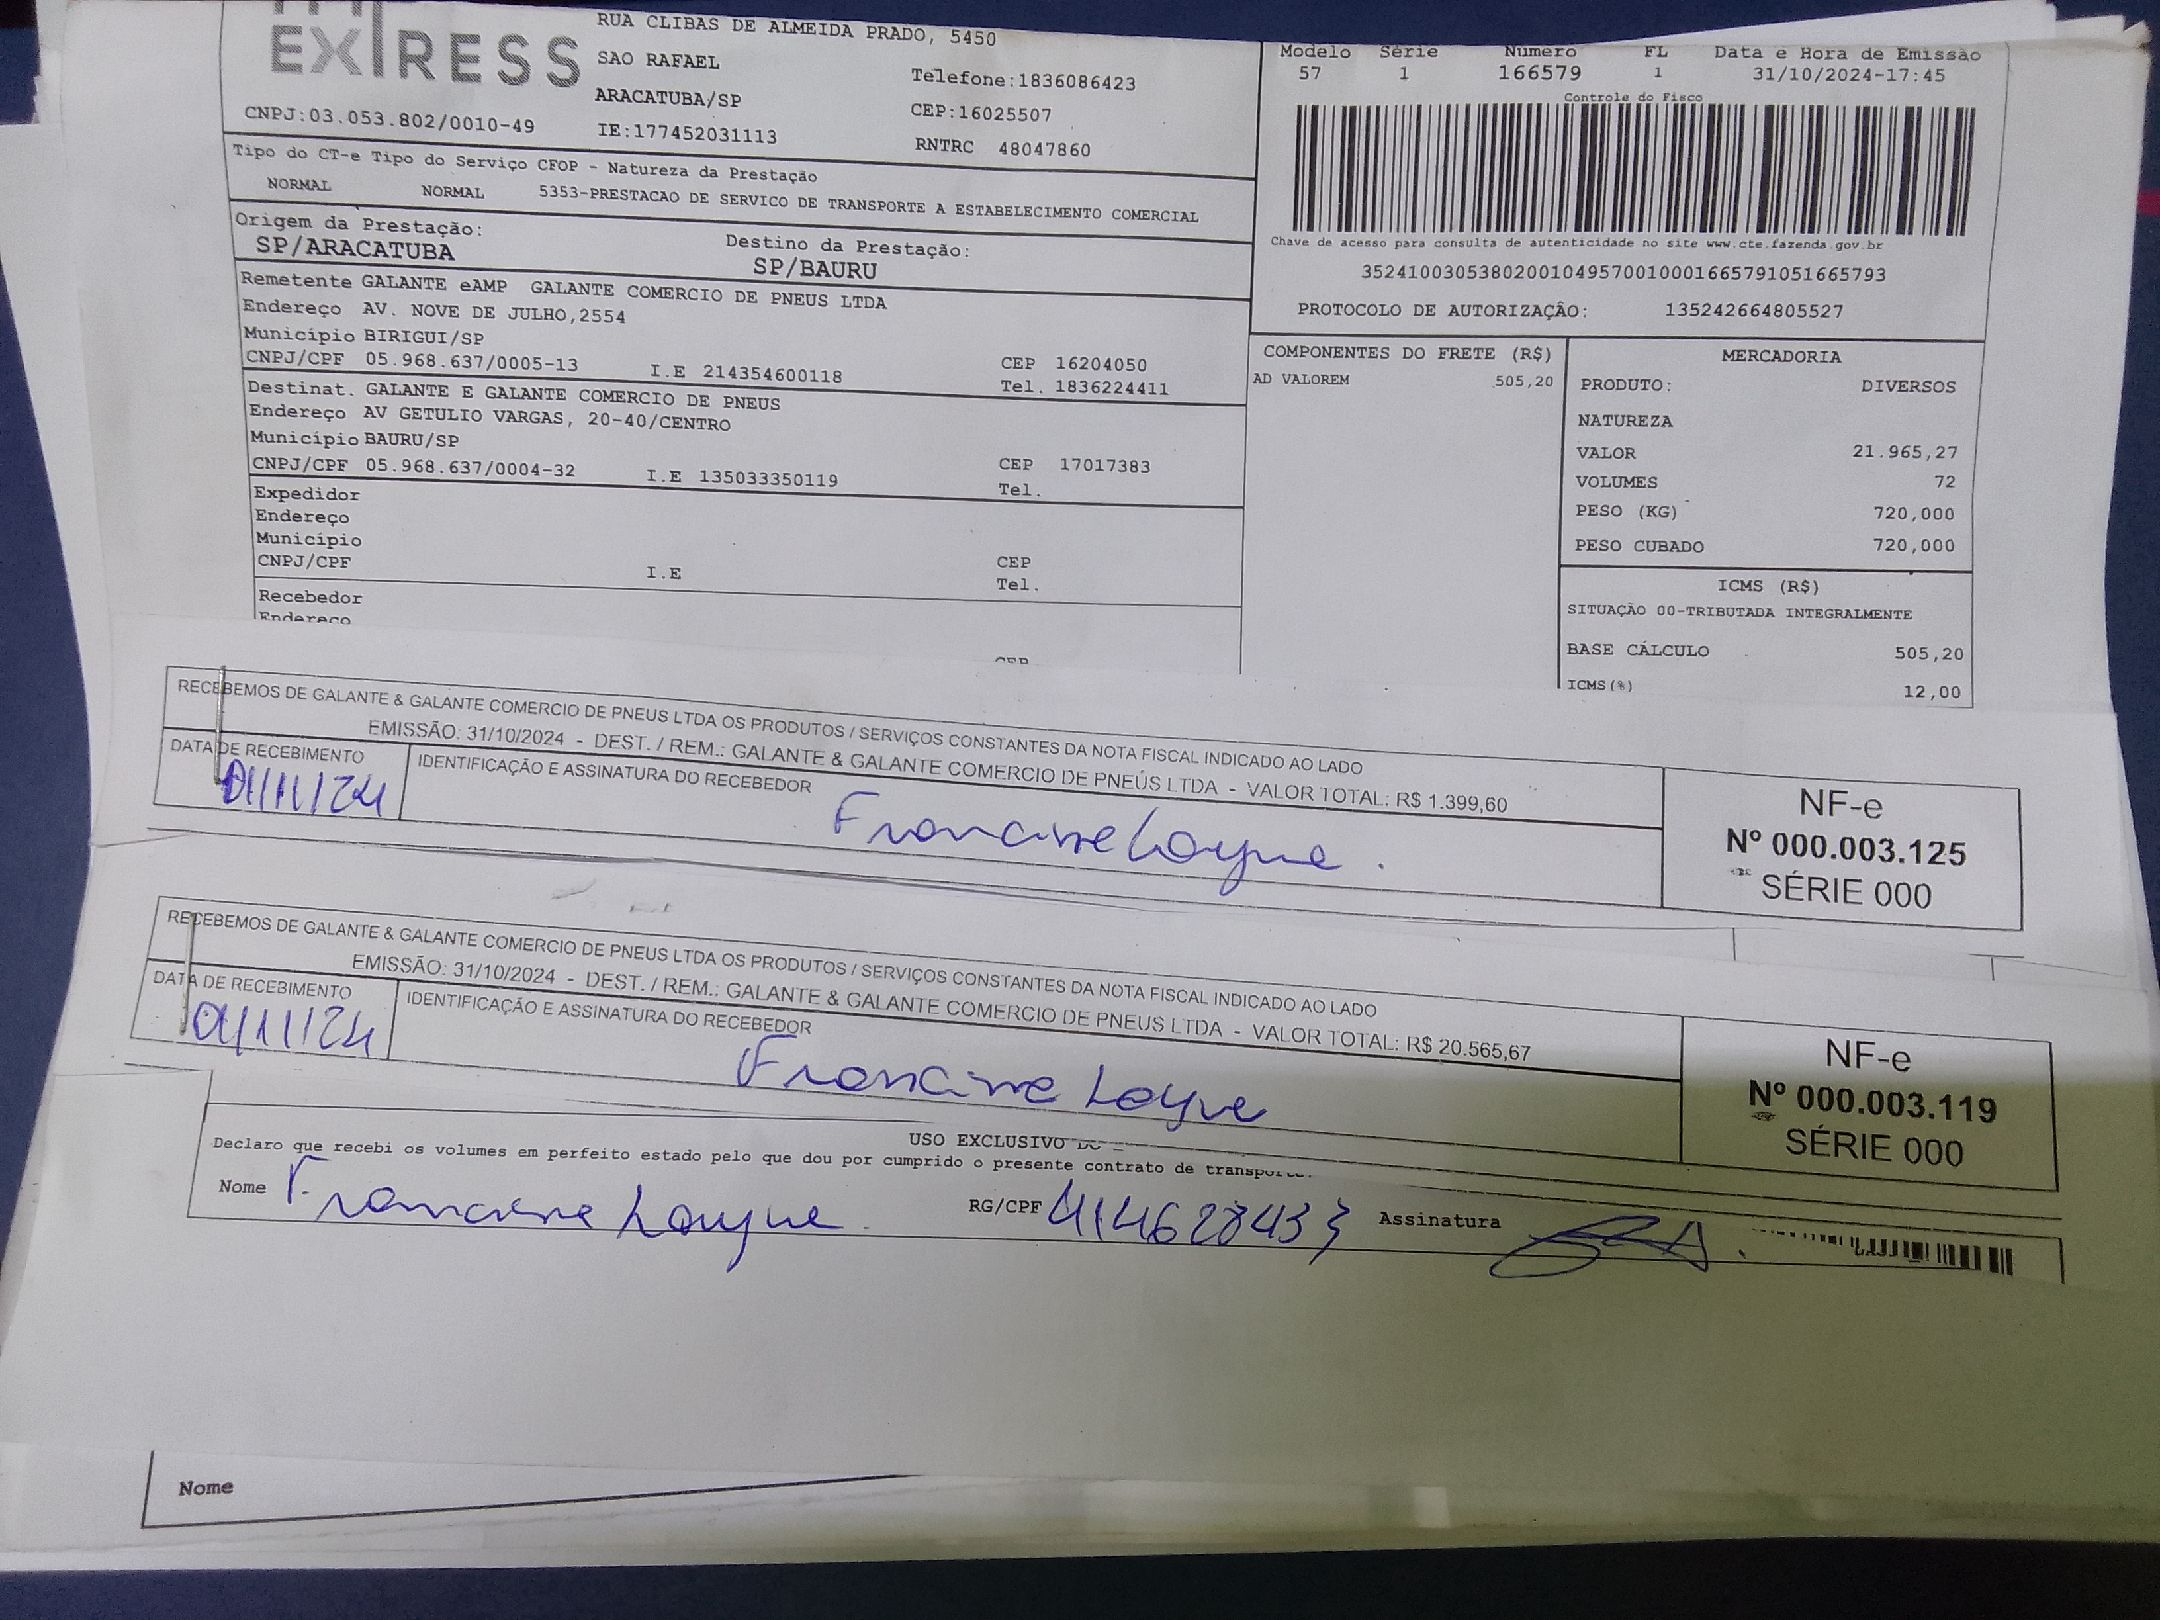 EXPRESS
RUA CLIBAS DE ALMEIDA PRADO, 5450
SAO RAFAEL
Telefone:1836086423
ARACATUBA/SP
CEP:16025507
CNPJ:03.053.802/0010-49
IE:177452031113
RNTRC 48047860
Modelo Série Número FL Data e Hora de Emissão
57 1 166579 1 31/10/2024-17:45
Controle do Fisco
Chave de acesso para consulta de autenticidade no site www.cte.fazenda.gov.br
35241003053802001049570010001665791051665793
PROTOCOLO DE AUTORIZAÇÃO: 135242664805527
Tipo do CT-e Tipo do Serviço CFOP - Natureza da Prestação
NORMAL NORMAL 5353-PRESTACAO DE SERVICO DE TRANSPORTE A ESTABELECIMENTO COMERCIAL
Origem da Prestação: Destino da Prestação:
SP/ARACATUBA SP/BAURU
Remetente GALANTE eAMP GALANTE COMERCIO DE PNEUS LTDA
Endereço AV. NOVE DE JULHO,2554
Município BIRIGUI/SP CEP 16204050
CNPJ/CPF 05.968.637/0005-13 I.E 214354600118 Tel. 1836224411
Destinat. GALANTE E GALANTE COMERCIO DE PNEUS
Endereço AV GETULIO VARGAS, 20-40/CENTRO
Município BAURU/SP CEP 17017383
CNPJ/CPF 05.968.637/0004-32 I.E 135033350119 Tel.
Expedidor
Endereço
Município CEP
CNPJ/CPF I.E Tel.
Recebedor
Endereço
CEP
COMPONENTES DO FRETE (R$)
AD VALOREM 505,20
MERCADORIA
PRODUTO: DIVERSOS
NATUREZA
VALOR 21.965,27
VOLUMES 72
PESO (KG) 720,000
PESO CUBADO 720,000
ICMS (R$)
SITUAÇÃO 00-TRIBUTADA INTEGRALMENTE
BASE CÁLCULO 505,20
ICMS(%) 12,00
RECEBEMOS DE GALANTE & GALANTE COMERCIO DE PNEUS LTDA OS PRODUTOS / SERVIÇOS CONSTANTES DA NOTA FISCAL INDICADO AO LADO
EMISSÃO: 31/10/2024 - DEST. / REM.: GALANTE & GALANTE COMERCIO DE PNEUS LTDA - VALOR TOTAL: R$ 1.399,60
DATA DE RECEBIMENTO IDENTIFICAÇÃO E ASSINATURA DO RECEBEDOR
01/11/24
NF-e
Nº 000.003.125
SÉRIE 000
RECEBEMOS DE GALANTE & GALANTE COMERCIO DE PNEUS LTDA OS PRODUTOS / SERVIÇOS CONSTANTES DA NOTA FISCAL INDICADO AO LADO
EMISSÃO: 31/10/2024 - DEST. / REM.: GALANTE & GALANTE COMERCIO DE PNEUS LTDA - VALOR TOTAL: R$ 20.565,67
DATA DE RECEBIMENTO IDENTIFICAÇÃO E ASSINATURA DO RECEBEDOR
01/11/24
NF-e
Nº 000.003.119
SÉRIE 000
USO EXCLUSIVO
Declaro que recebi os volumes em perfeito estado pelo que dou por cumprido o presente contrato de transporte.
Nome RG/CPF 414628433 Assinatura
Nome